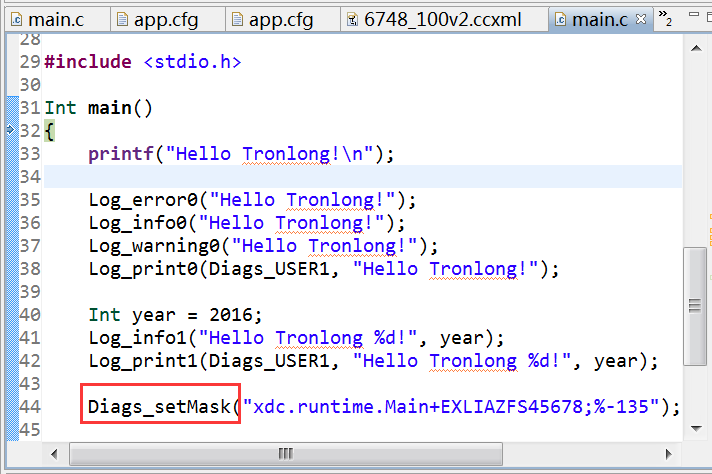 main.c app.cfg app.cfg 6748_100v2.ccxml main.c »2
28
29 #include <stdio.h>
30
31 Int main()
32 {
33 printf("Hello Tronlong!\n");
34
35 Log_error0("Hello Tronlong!");
36 Log_info0("Hello Tronlong!");
37 Log_warning0("Hello Tronlong!");
38 Log_print0(Diags_USER1, "Hello Tronlong!");
39
40 Int year = 2016;
41 Log_info1("Hello Tronlong %d!", year);
42 Log_print1(Diags_USER1, "Hello Tronlong %d!", year);
43
44 Diags_setMask("xdc.runtime.Main+EXLIAZFS45678;%-135");
45